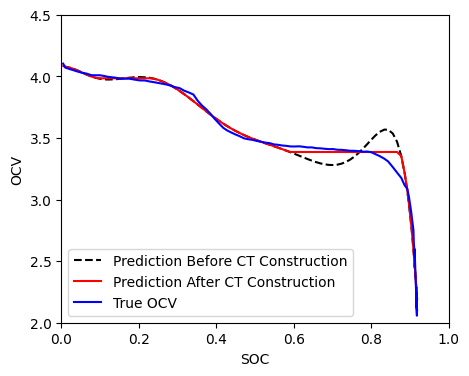 4.5
4.0
3.5
3.0
2.5
2.0
OCV
Prediction Before CT Construction
Prediction After CT Construction
True OCV
0.0 0.2 0.4 0.6 0.8 1.0
SOC